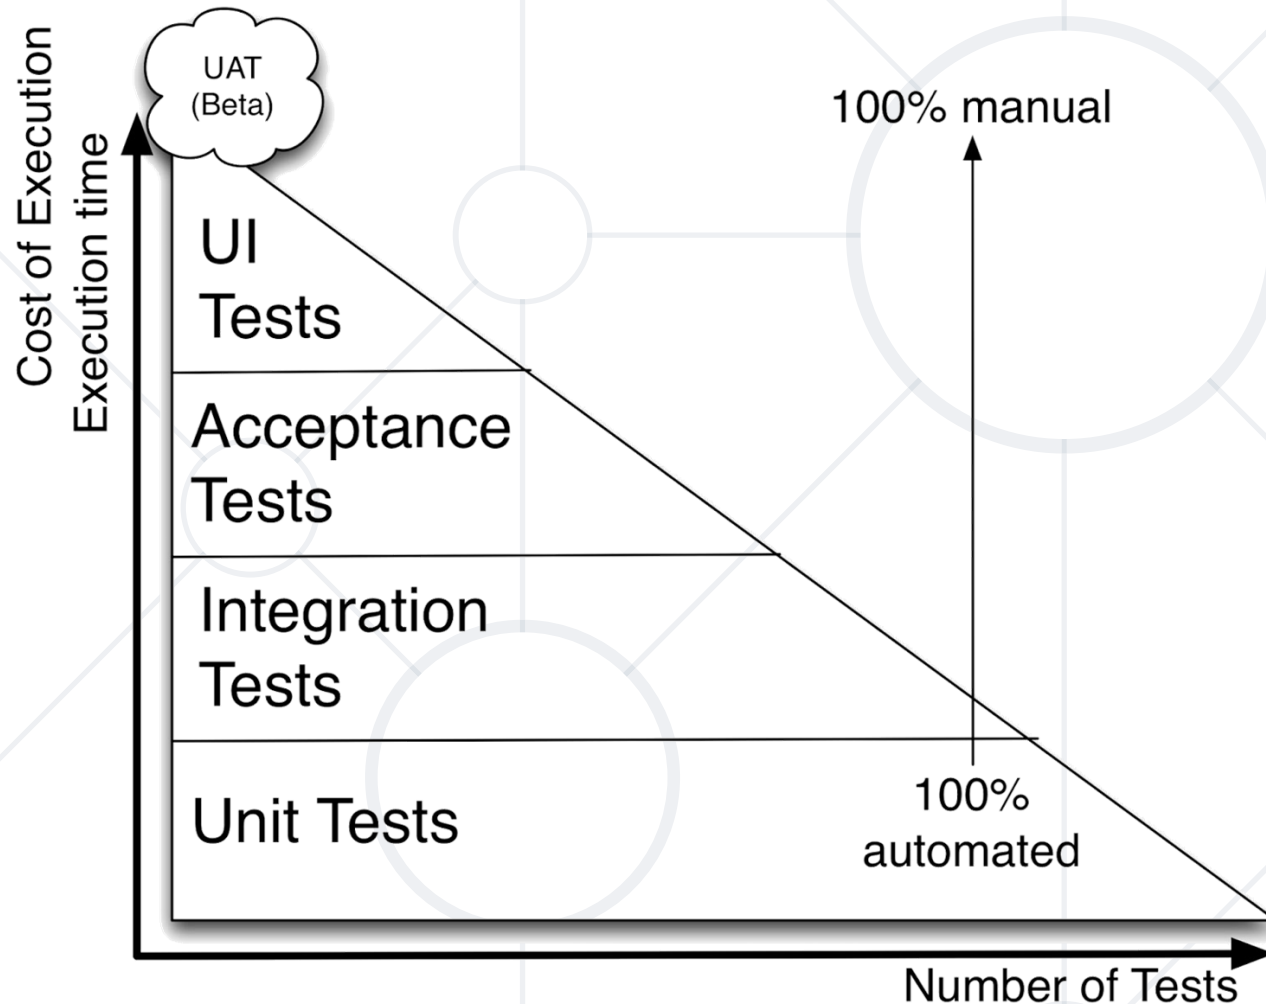 UAT
(Beta)
Cost of Execution
Execution time
100% manual
UI
Tests
Acceptance
Tests
Integration
Tests
Unit Tests
100%
automated
Number of Tests